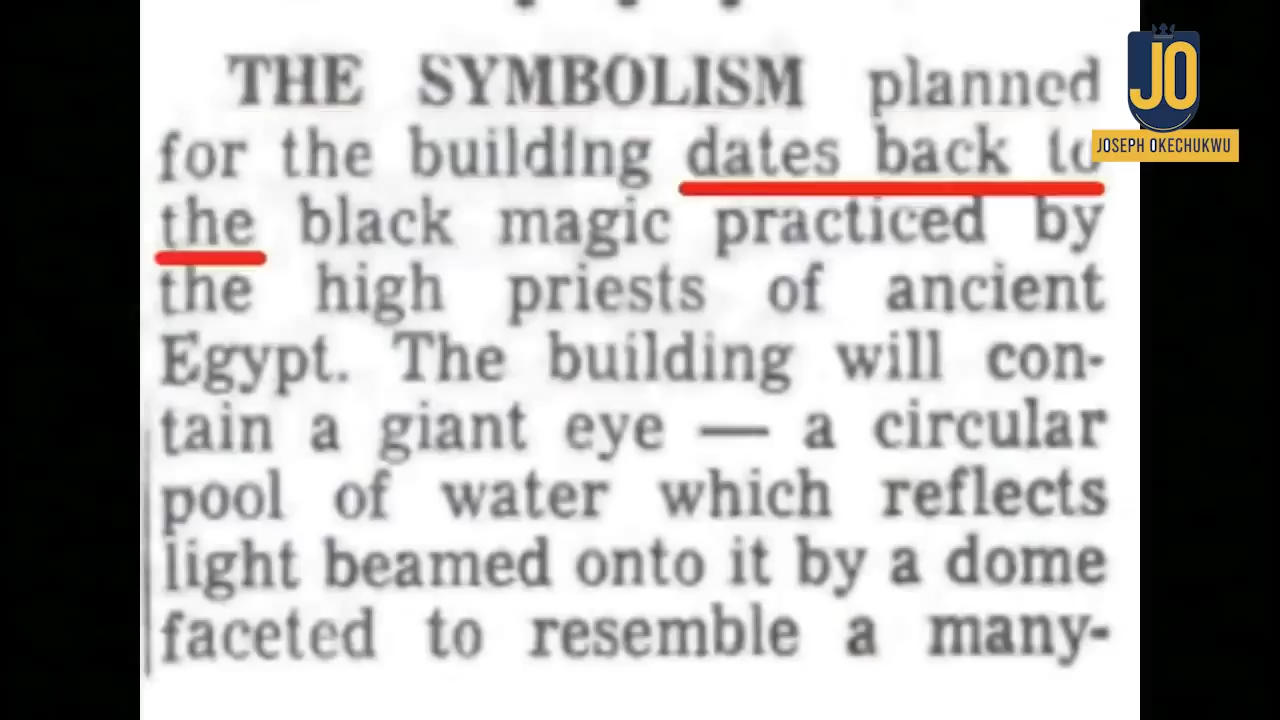 THE SYMBOLISM planned
for the building dates back to
the black magic practiced by
the high priests of ancient
Egypt. The building will con-
tain a giant eye — a circular
pool of water which reflects
light beamed onto it by a dome
faceted to resemble a many-
JO
JOSEPH OKECHUKWU